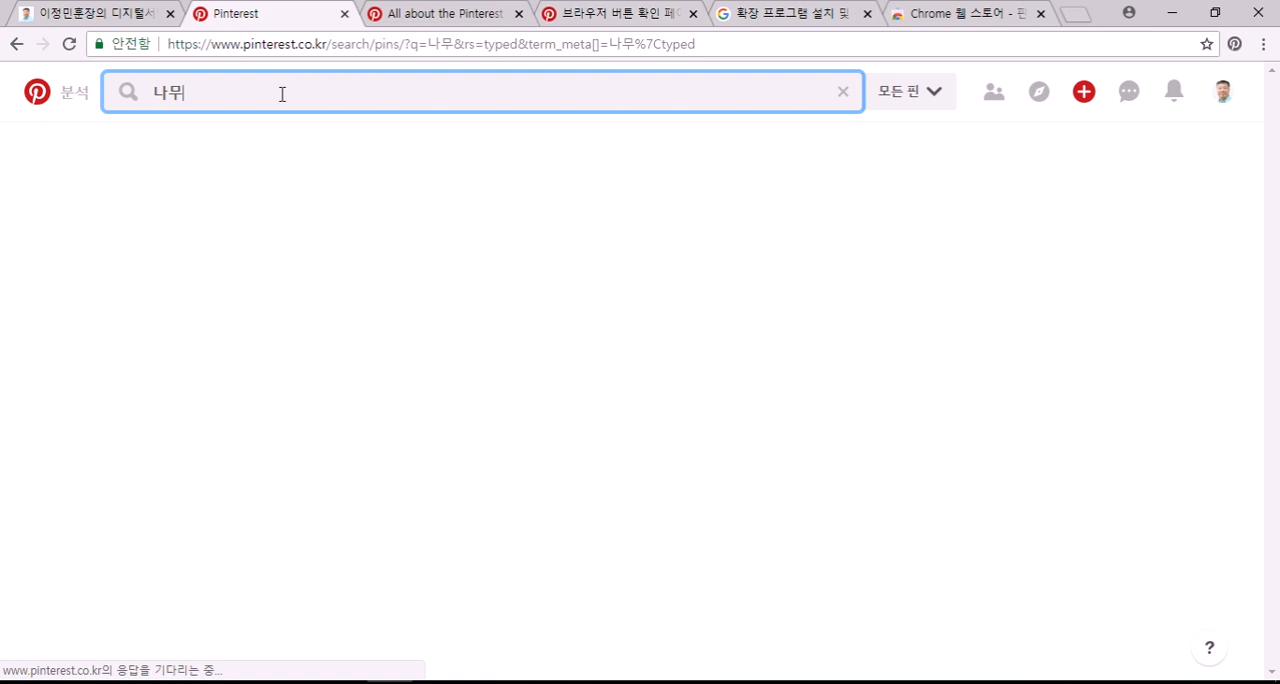 이정민훈장의 디지털서
Pinterest
All about the Pinterest
브라우저 버튼 확인 페이
확장 프로그램 설치 및
Chrome 웹 스토어 - 핀
안전함
https://www.pinterest.co.kr/search/pins/?q=나무&rs=typed&term_meta[]=나무%7Ctyped
분석
나무
모든 핀
?
www.pinterest.co.kr의 응답을 기다리는 중...